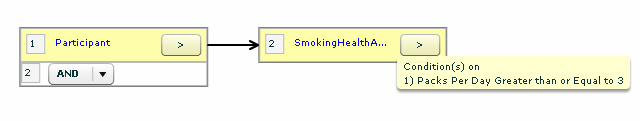 1 Participant >
2 SmokingHealthA... >
2 AND
Condition(s) on
1) Packs Per Day Greater than or Equal to 3